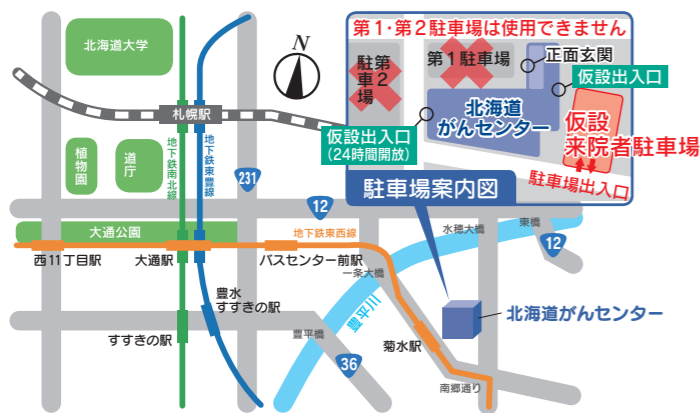 北海道大学
札幌駅
植物園
道庁
地下鉄南北線
地下鉄東豊線
231
N
第1・第2駐車場は使用できません
第2駐車場
第1駐車場
正面玄関
仮設出入口
北海道
がんセンター
仮設出入口
(24時間開放)
仮設
来院者駐車場
駐車場出入口
駐車場案内図
12
大通公園
地下鉄東西線
水穂大橋
東橋
12
西11丁目駅
大通駅
バスセンター前駅
一条大橋
豊水
すすきの駅
すすきの駅
豊平橋
豊平川
36
菊水駅
北海道がんセンター
南郷通り